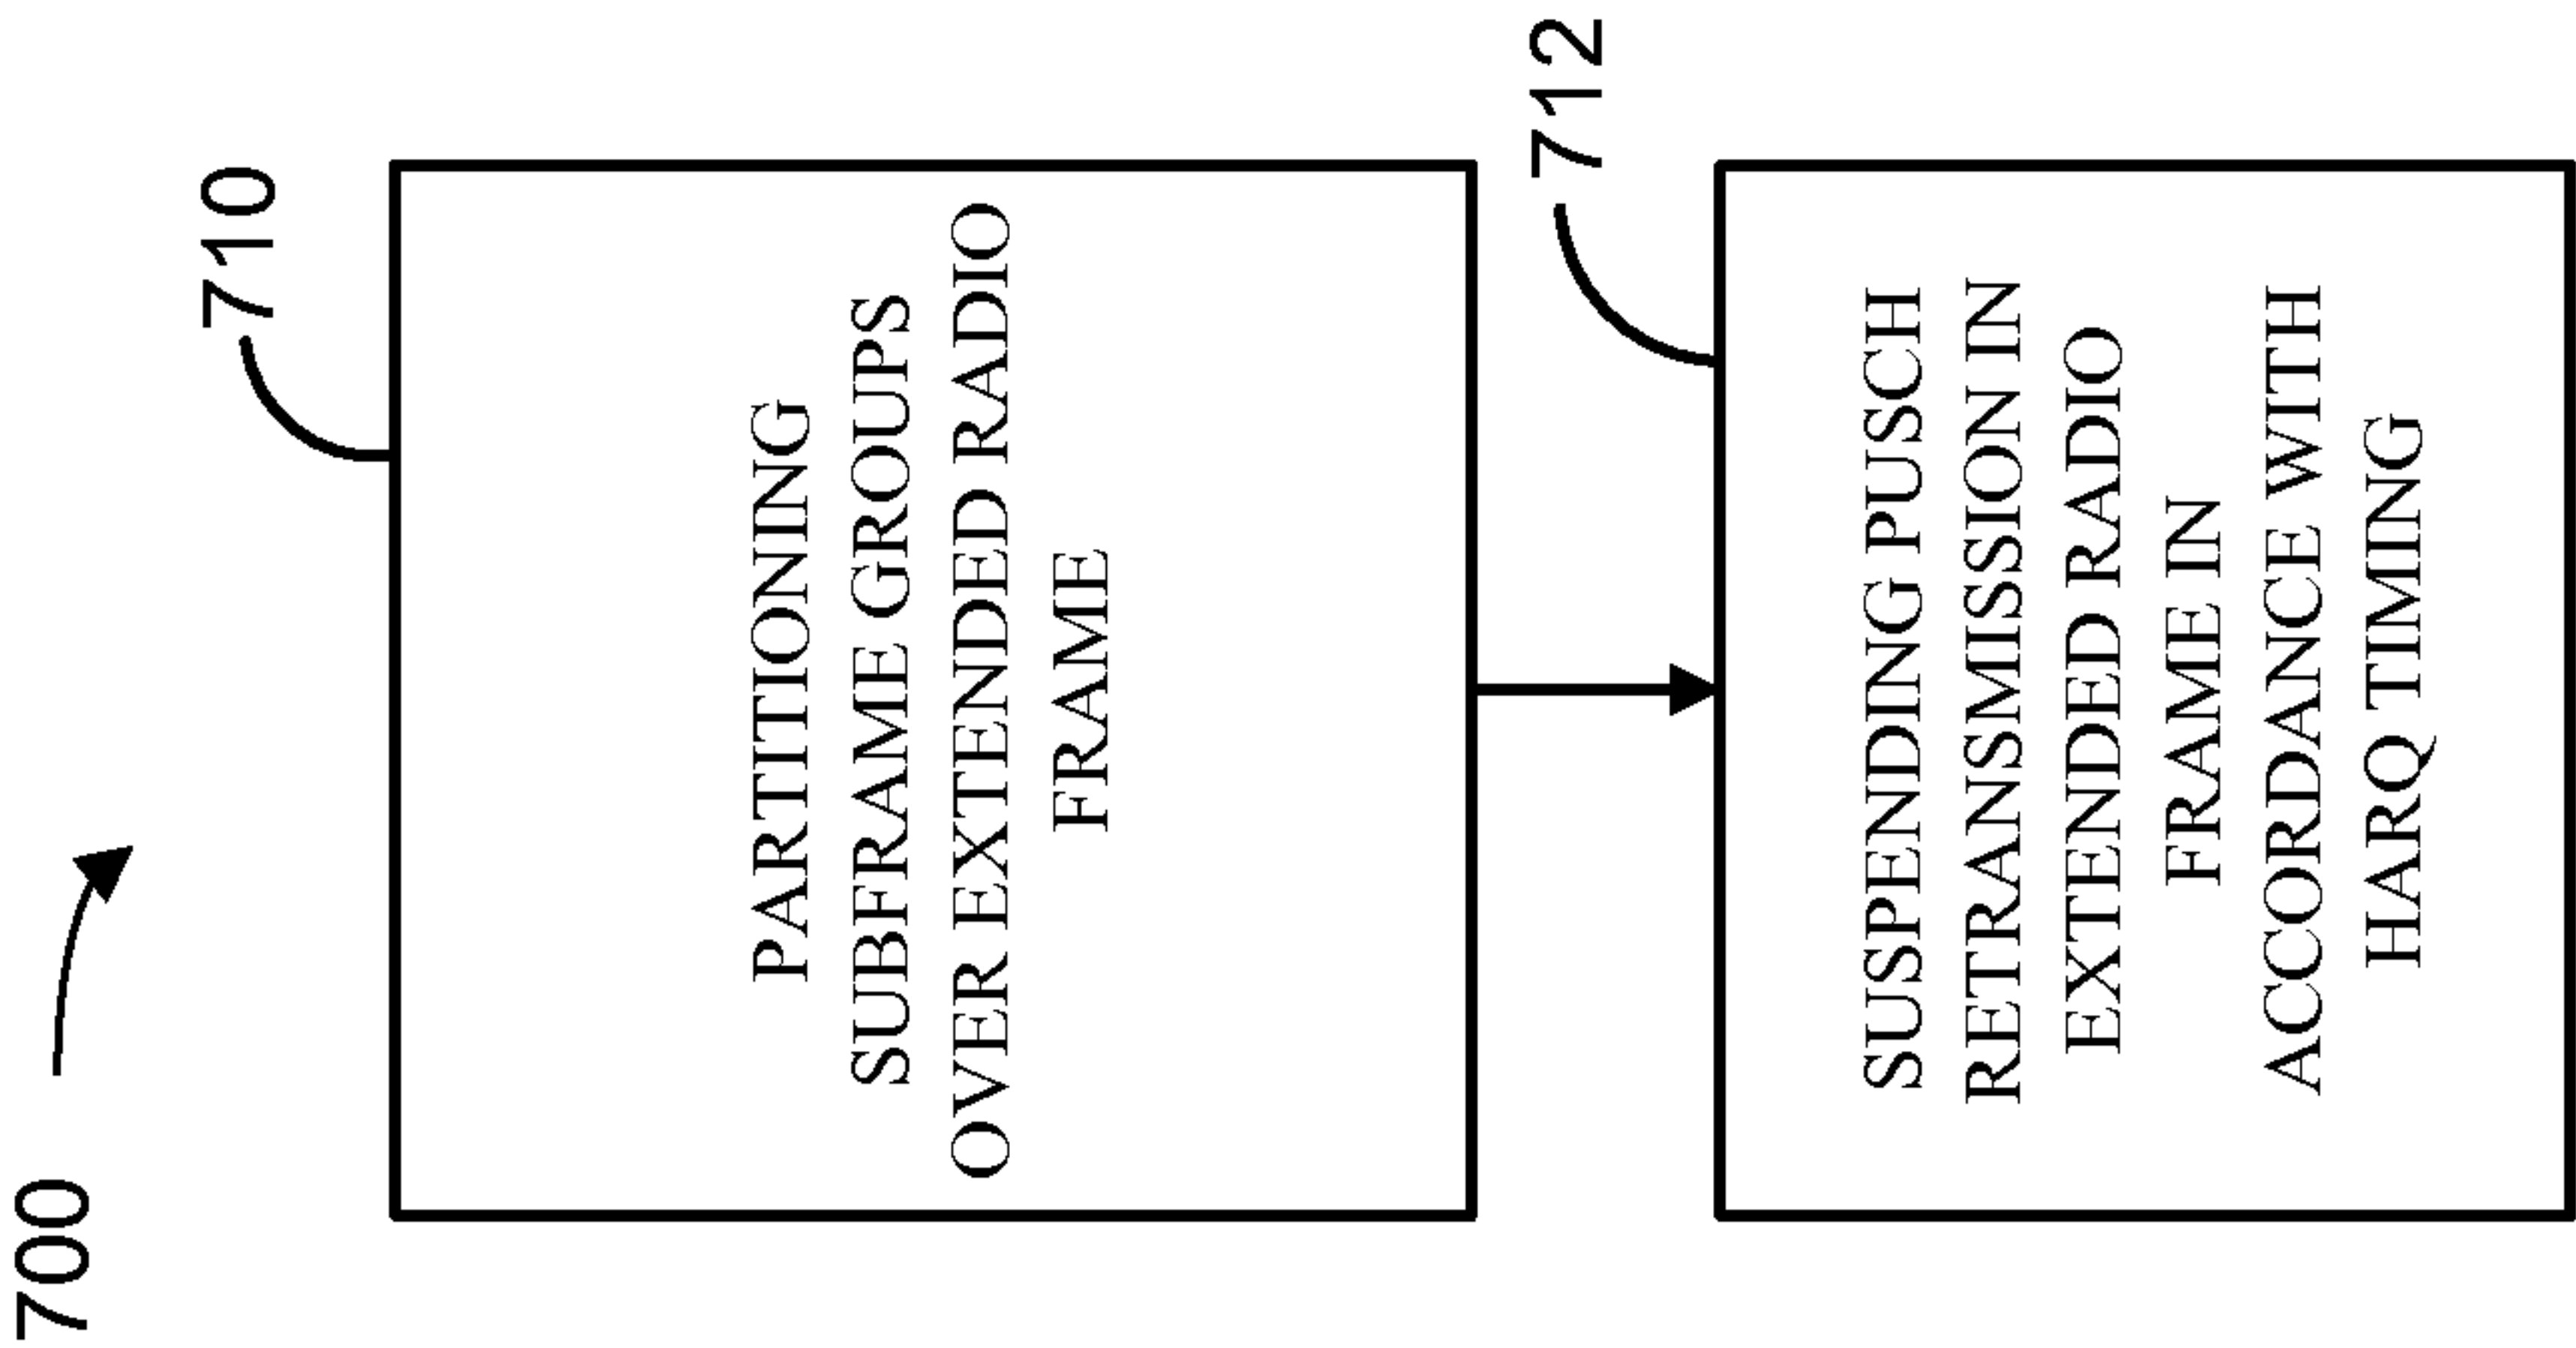 700
710
PARTITIONING
SUBFRAME GROUPS
OVER EXTENDED RADIO
FRAME
712
SUSPENDING PUSCH
RETRANSMISSION IN
EXTENDED RADIO
FRAME IN
ACCORDANCE WITH
HARQ TIMING